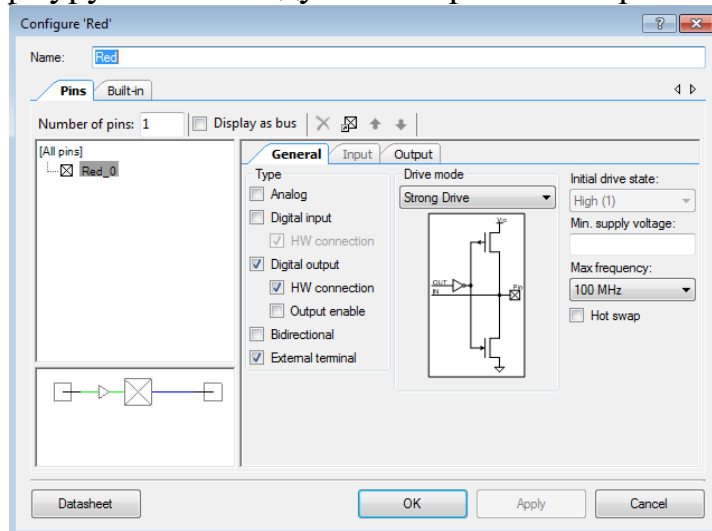 Configure 'Red'
Name: Red
Pins Built-in
Number of pins: 1 Display as bus
[All pins]
Red_0
General Input Output
Type
Analog
Digital input
HW connection
Digital output
HW connection
Output enable
Bidirectional
External terminal
Drive mode
Strong Drive
Vio
OUT
IN
Pin
Initial drive state:
High (1)
Min. supply voltage:
Max frequency:
100 MHz
Hot swap
Datasheet OK Apply Cancel